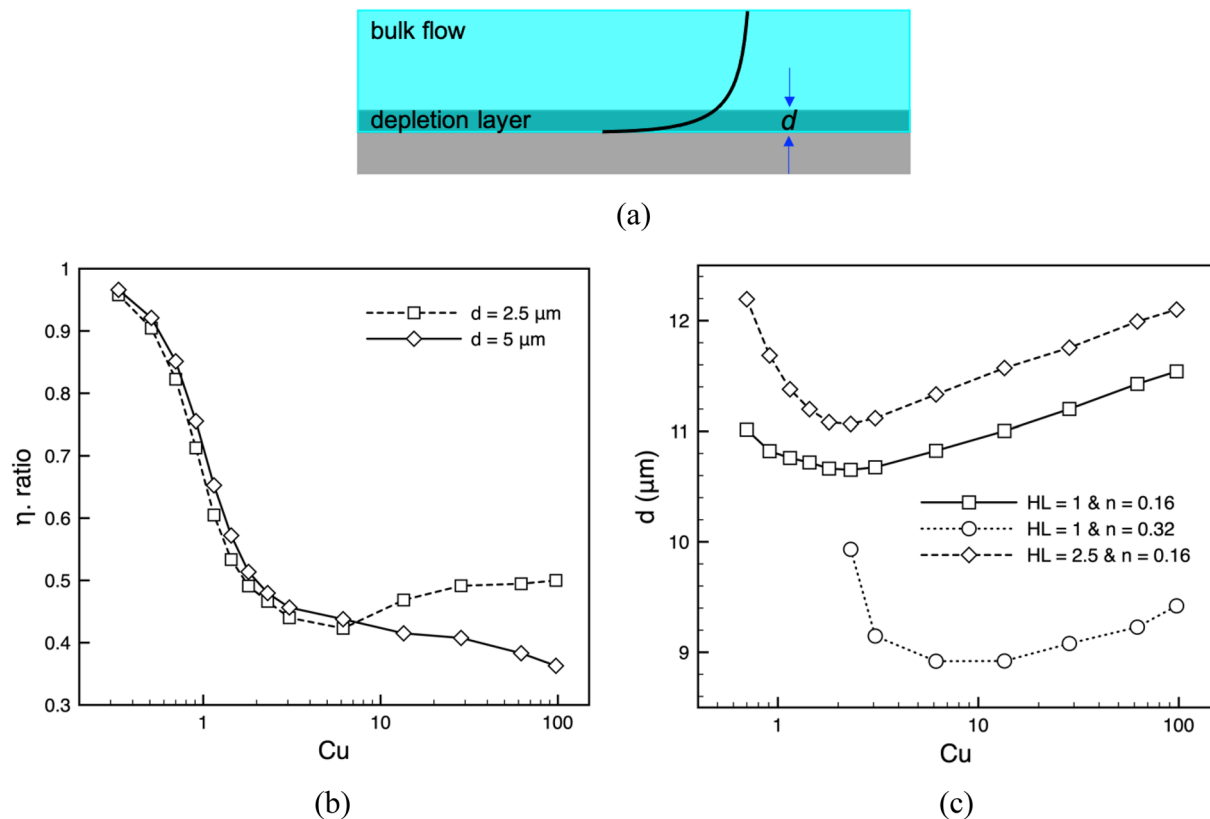 bulk flow
depletion layer
d
(a)
1
0.9
0.8
0.7
0.6
0.5
0.4
0.3
η. ratio
d = 2.5 μm
d = 5 μm
1
10
100
Cu
(b)
12
11
10
9
d (μm)
HL = 1 & n = 0.16
HL = 1 & n = 0.32
HL = 2.5 & n = 0.16
1
10
100
Cu
(c)